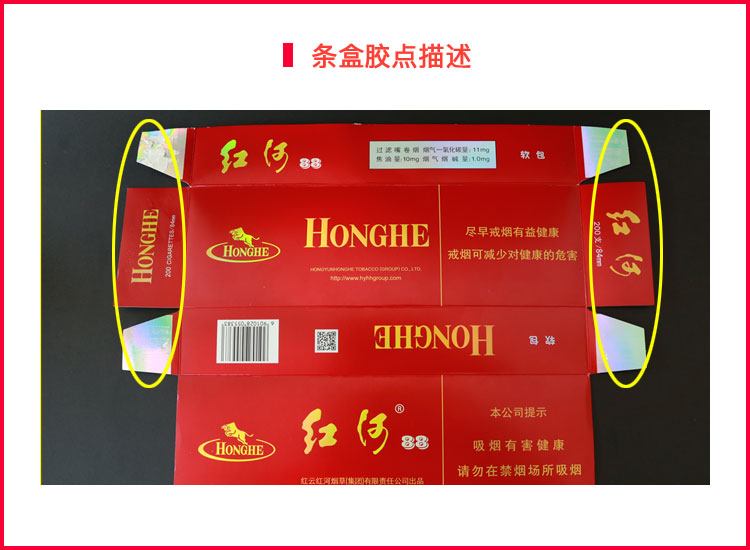 条盒胶点描述
红河 88
过滤嘴卷烟 烟气一氧化碳量:11mg
焦油量:10mg 烟气烟碱量:1.0mg
软包
HONGHE
200 CIGARETTES/84mm
HONGHE
HONGHE
HONGYUNHONGHE TOBACCO (GROUP) CO., LTD.
http://www.hyhhgroup.com
尽早戒烟有益健康
戒烟可减少对健康的危害
红河
200支/84mm
6 901028 055383
HONGHE
软包
HONGHE
红河® 88
红云红河烟草(集团)有限责任公司出品
本公司提示
吸烟有害健康
请勿在禁烟场所吸烟